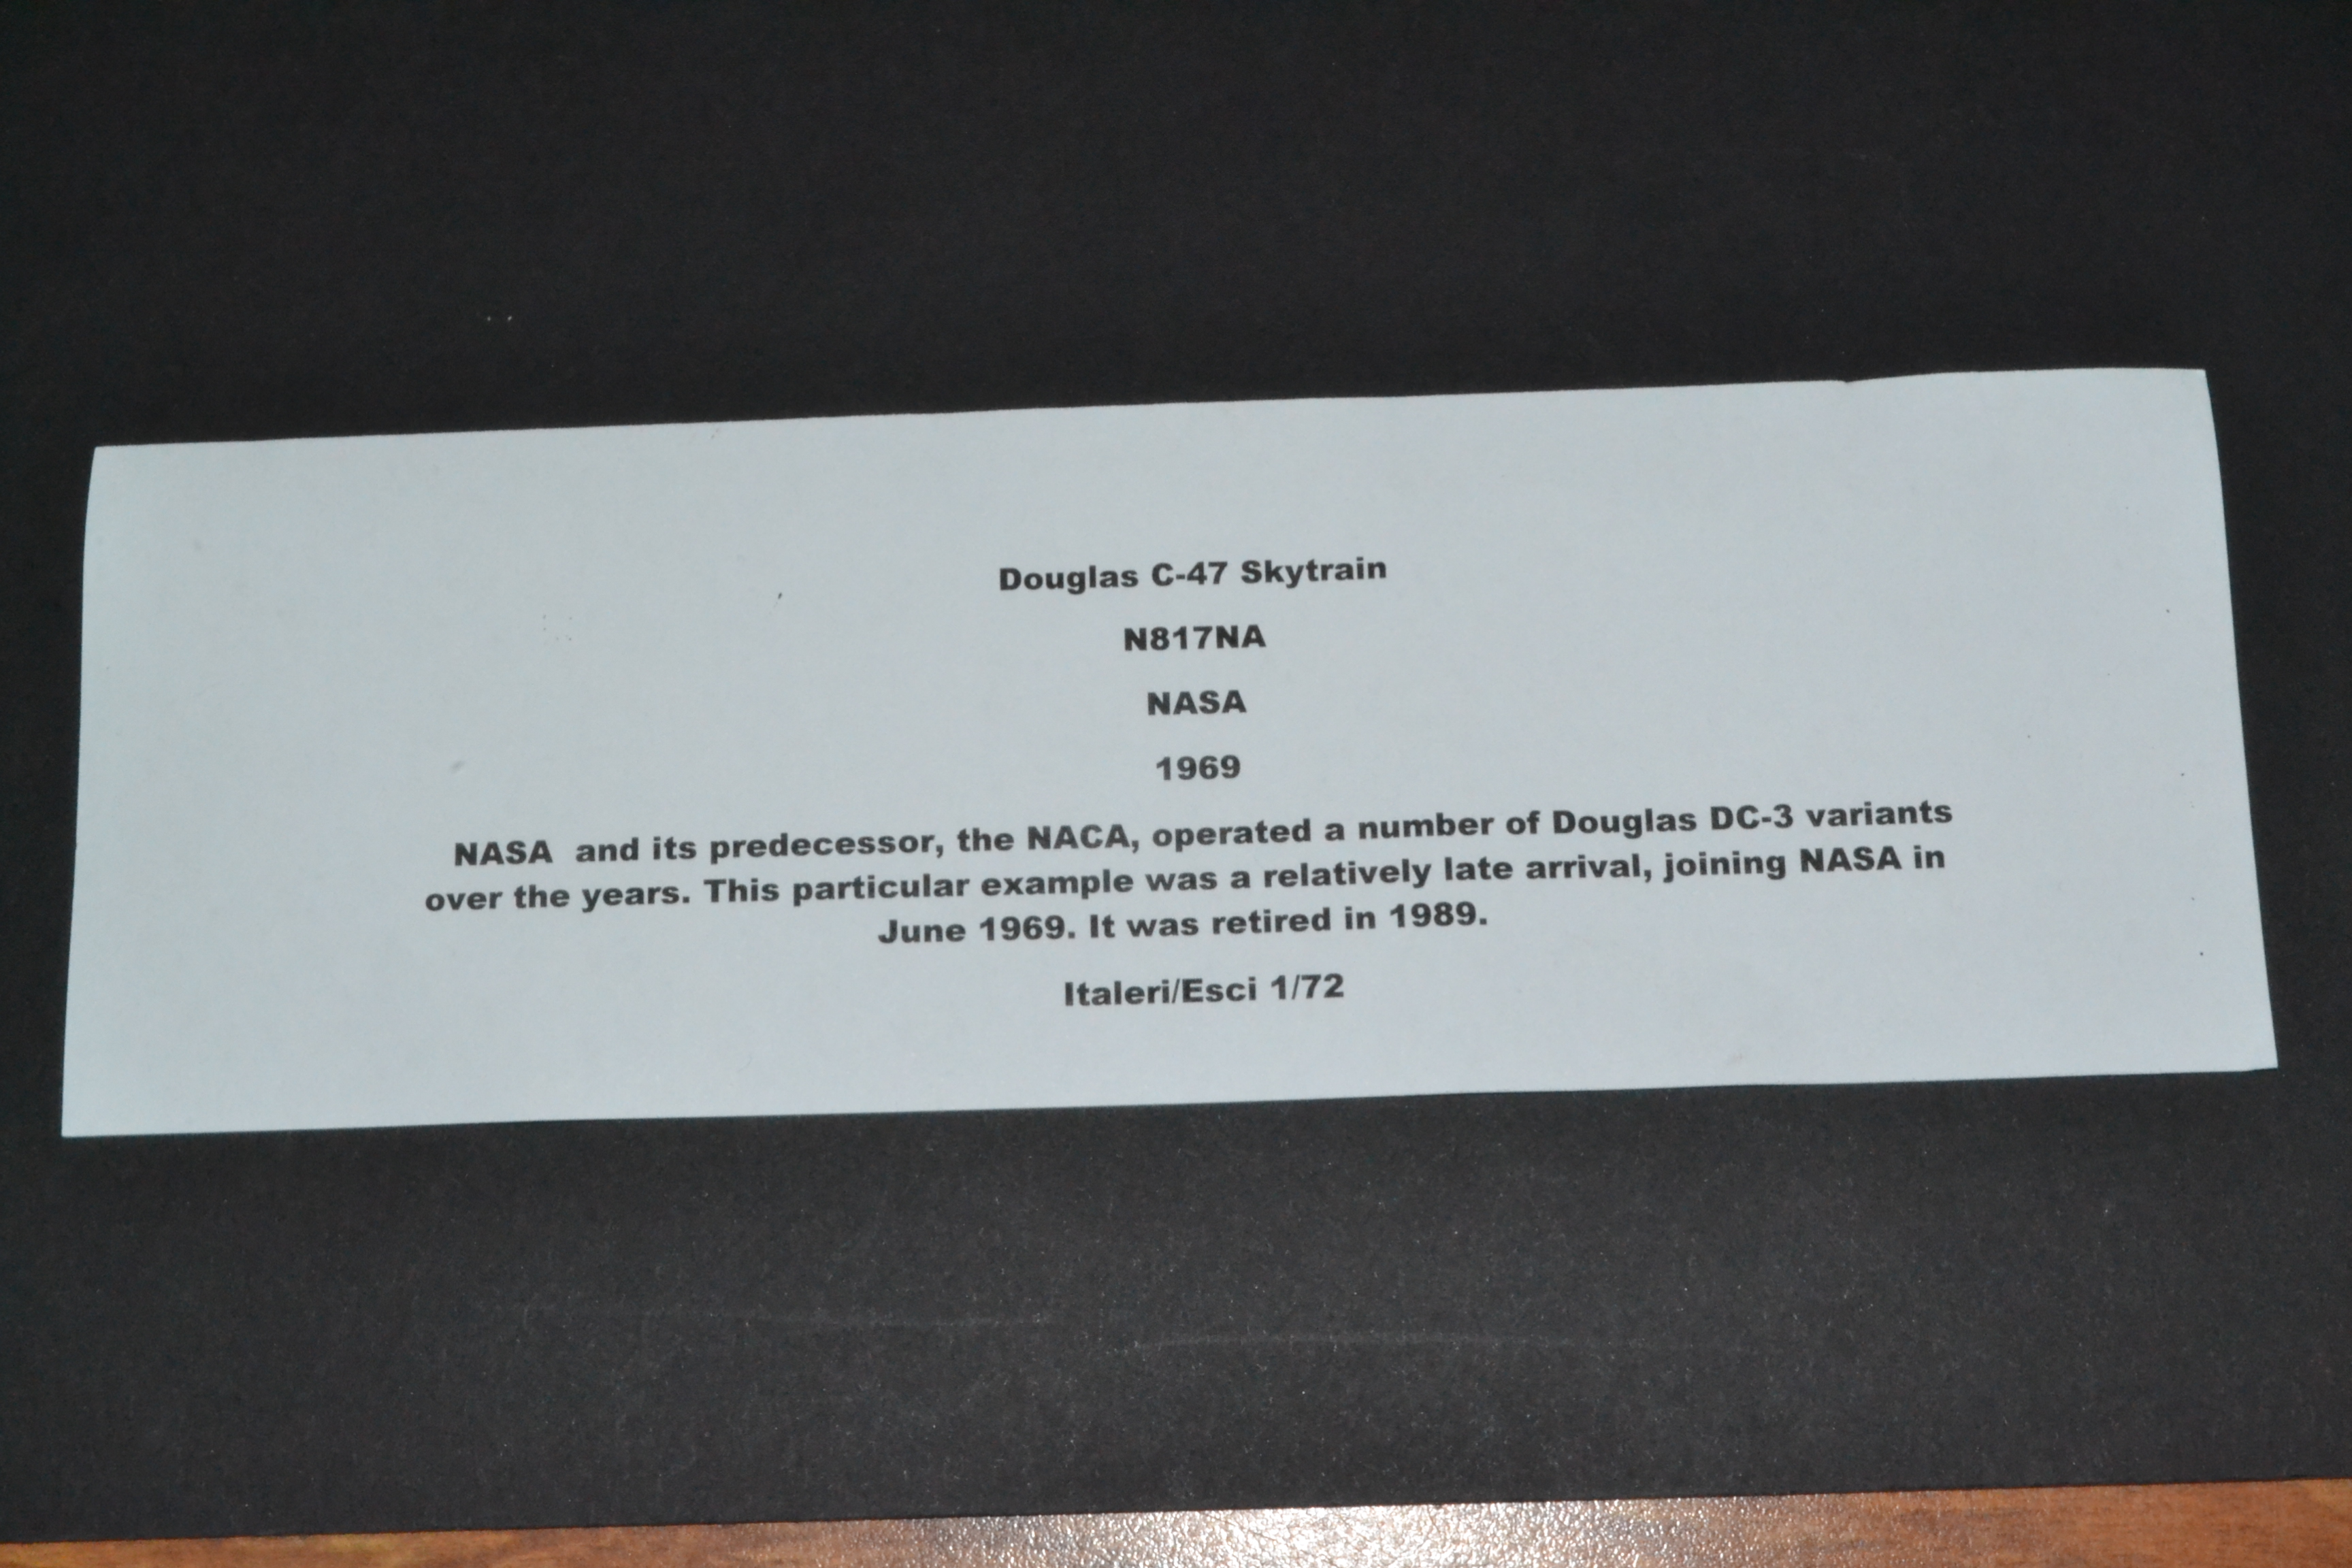 Douglas C-47 Skytrain
N817NA
NASA
1969
NASA  and its predecessor, the NACA, operated a number of Douglas DC-3 variants
over the years. This particular example was a relatively late arrival, joining NASA in
June 1969. It was retired in 1989.
Italeri/Esci 1/72